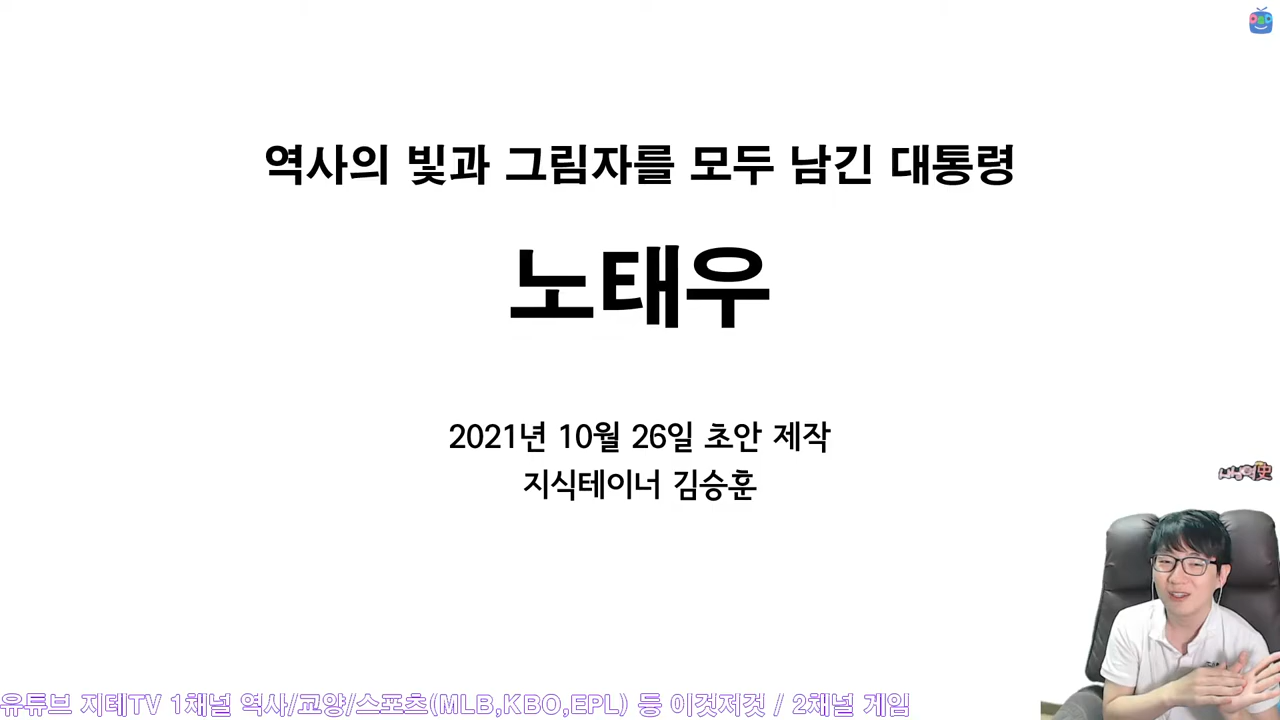 역사의 빛과 그림자를 모두 남긴 대통령
노태우
2021년 10월 26일 초안 제작
지식테이너 김승훈
유튜브 지테TV 1채널 역사/교양/스포츠(MLB,KBO,EPL) 등 이것저것 / 2채널 게임